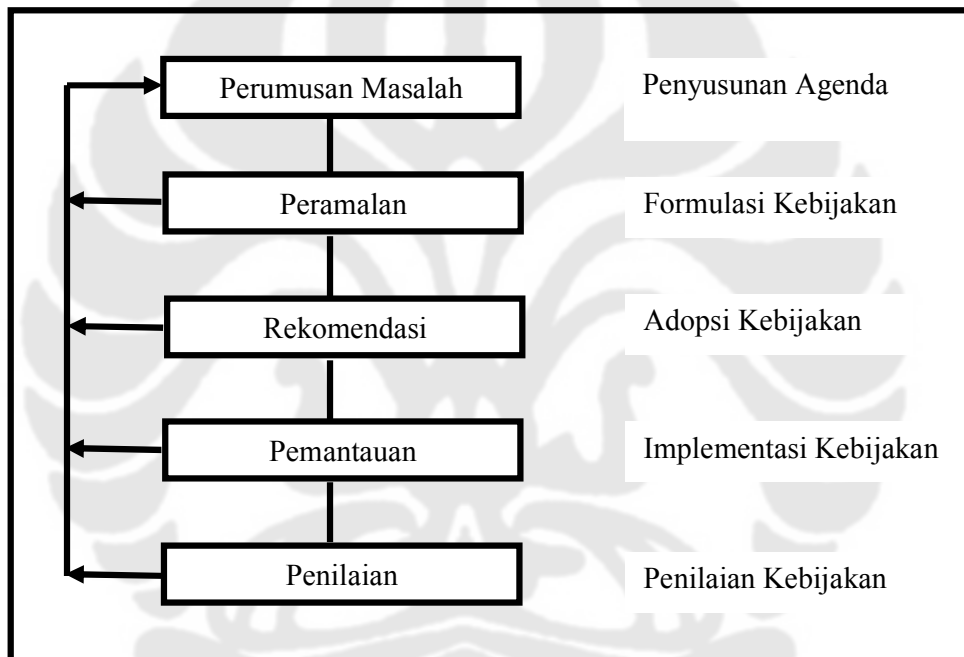 Perumusan Masalah
Penyusunan Agenda
Peramalan
Formulasi Kebijakan
Rekomendasi
Adopsi Kebijakan
Pemantauan
Implementasi Kebijakan
Penilaian
Penilaian Kebijakan